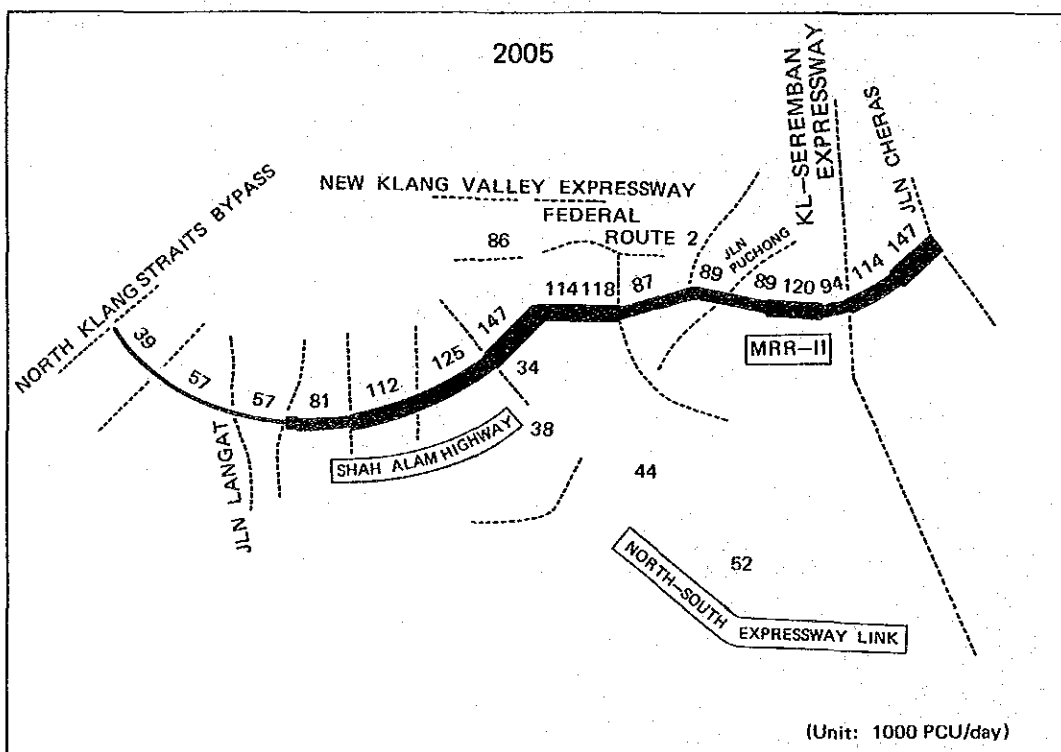 2005
NORTH KLANG STRAITS BYPASS
NEW KLANG VALLEY EXPRESSWAY
FEDERAL
ROUTE 2
KL-SEREMBAN
EXPRESSWAY
JLN CHERAS
JLN
PUCHONG
86
39
57
57
81
112
125
147
114
118
87
89
89
120
94
114
147
34
38
44
52
MRR-II
SHAH ALAM HIGHWAY
JLN LANGAT
NORTH-SOUTH
EXPRESSWAY LINK
(Unit: 1000 PCU/day)